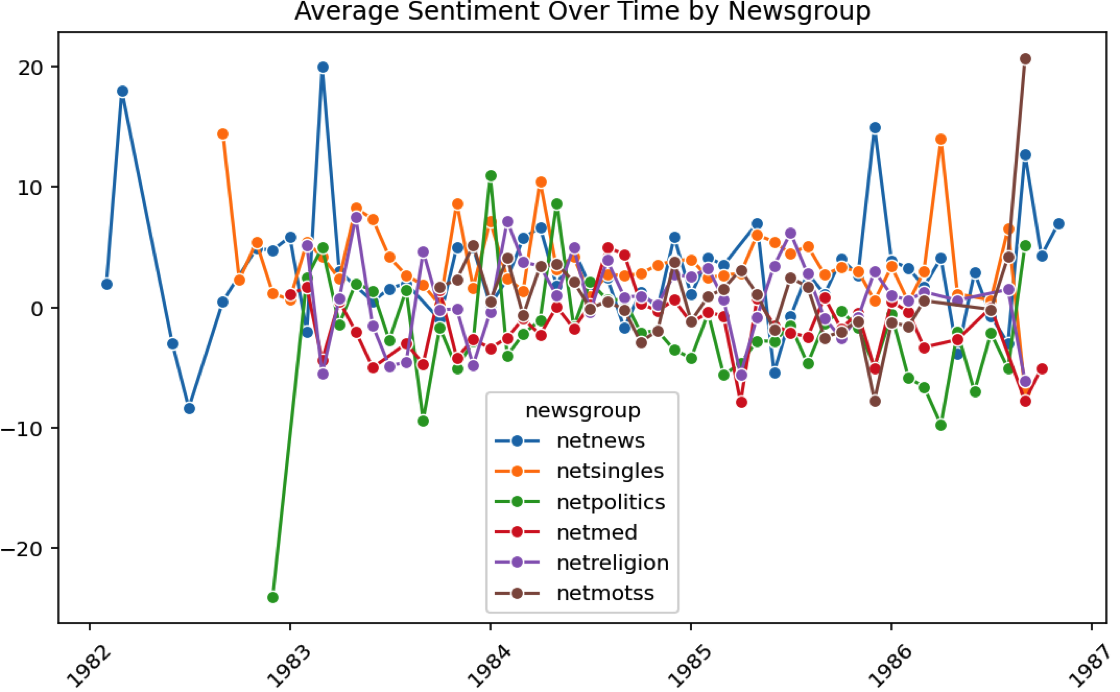 Average Sentiment Over Time by Newsgroup
20
10
0
−10
−20
newsgroup
netnews
netsingles
netpolitics
netmed
netreligion
netmotss
1982
1983
1984
1985
1986
1987